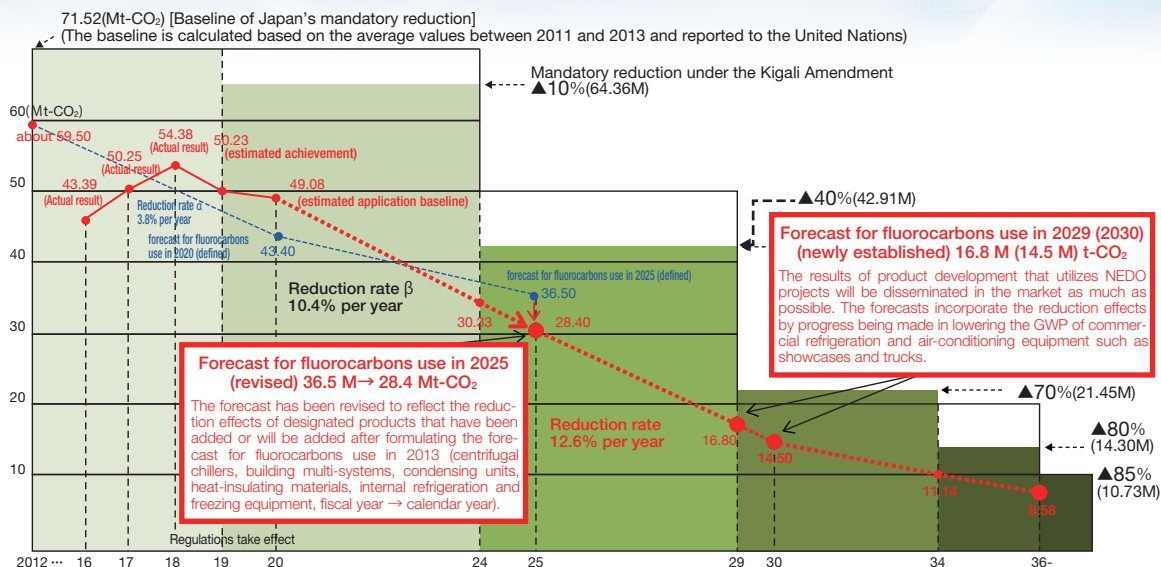 71.52(Mt-CO₂) [Baseline of Japan's mandatory reduction]
(The baseline is calculated based on the average values between 2011 and 2013 and reported to the United Nations)
Mandatory reduction under the Kigali Amendment
▲10%(64.36M)
60(Mt-CO₂)
about 59.50
54.38
(Actual result)
50.23
(estimated achievement)
50.25
(Actual result)
43.39
(Actual result)
49.08
(estimated application baseline)
50
▲40%(42.91M)
Reduction rate α
3.8% per year
forecast for fluorocarbons
use in 2020 (defined)
43.40
40
Forecast for fluorocarbons use in 2029 (2030)
(newly established) 16.8 M (14.5 M) t-CO₂
The results of product development that utilizes NEDO
projects will be disseminated in the market as much as
possible. The forecasts incorporate the reduction effects
by progress being made in lowering the GWP of commer-
cial refrigeration and air-conditioning equipment such as
showcases and trucks.
forecast for fluorocarbons use in 2025 (defined)
36.50
Reduction rate β
10.4% per year
30.33
28.40
30
Forecast for fluorocarbons use in 2025
(revised) 36.5 M→ 28.4 Mt-CO₂
The forecast has been revised to reflect the reduc-
tion effects of designated products that have been
added or will be added after formulating the fore-
cast for fluorocarbons use in 2013 (centrifugal
chillers, building multi-systems, condensing units,
heat-insulating materials, internal refrigeration and
freezing equipment, fiscal year → calendar year).
▲70%(21.45M)
20
Reduction rate
12.6% per year
16.80
14.50
▲80%
(14.30M)
▲85%
(10.73M)
10
11.14
8.58
Regulations take effect
2012 ··· 16 17 18 19 20 24 25 29 30 34 36-